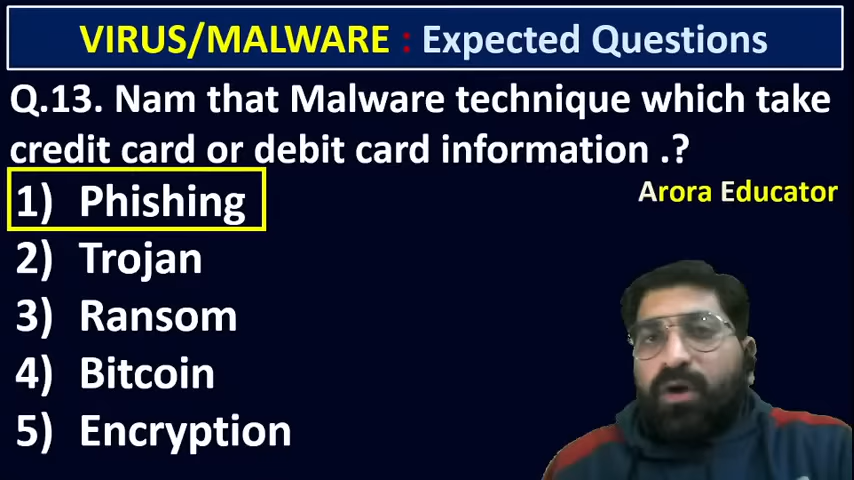 VIRUS/MALWARE : Expected Questions
Q.13. Nam that Malware technique which take
credit card or debit card information .?
Arora Educator
1) Phishing
2) Trojan
3) Ransom
4) Bitcoin
5) Encryption